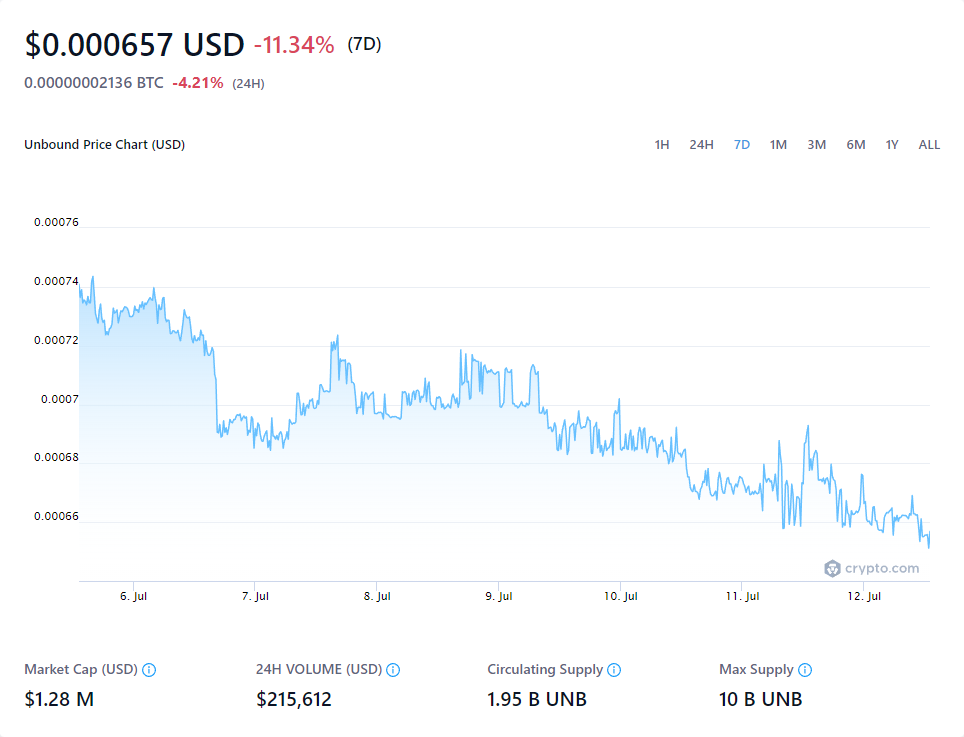 $0.000657 USD -11.34% (7D)
0.00000002136 BTC -4.21% (24H)
Unbound Price Chart (USD)
1H 24H 7D 1M 3M 6M 1Y ALL
0.00076
0.00074
0.00072
0.0007
0.00068
0.00066
crypto.com
6. Jul 7. Jul 8. Jul 9. Jul 10. Jul 11. Jul 12. Jul
Market Cap (USD) 24H VOLUME (USD) Circulating Supply Max Supply
$1.28 M $215,612 1.95 B UNB 10 B UNB